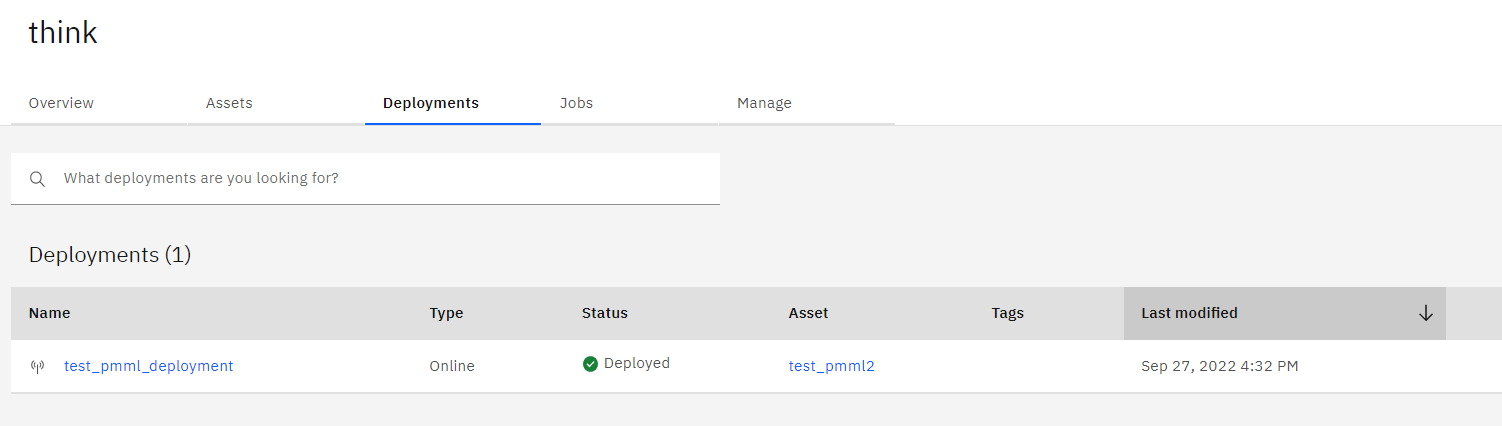 think
Overview Assets Deployments Jobs Manage
What deployments are you looking for?
Deployments (1)
Name Type Status Asset Tags Last modified
test_pmml_deployment Online Deployed test_pmml2 Sep 27, 2022 4:32 PM